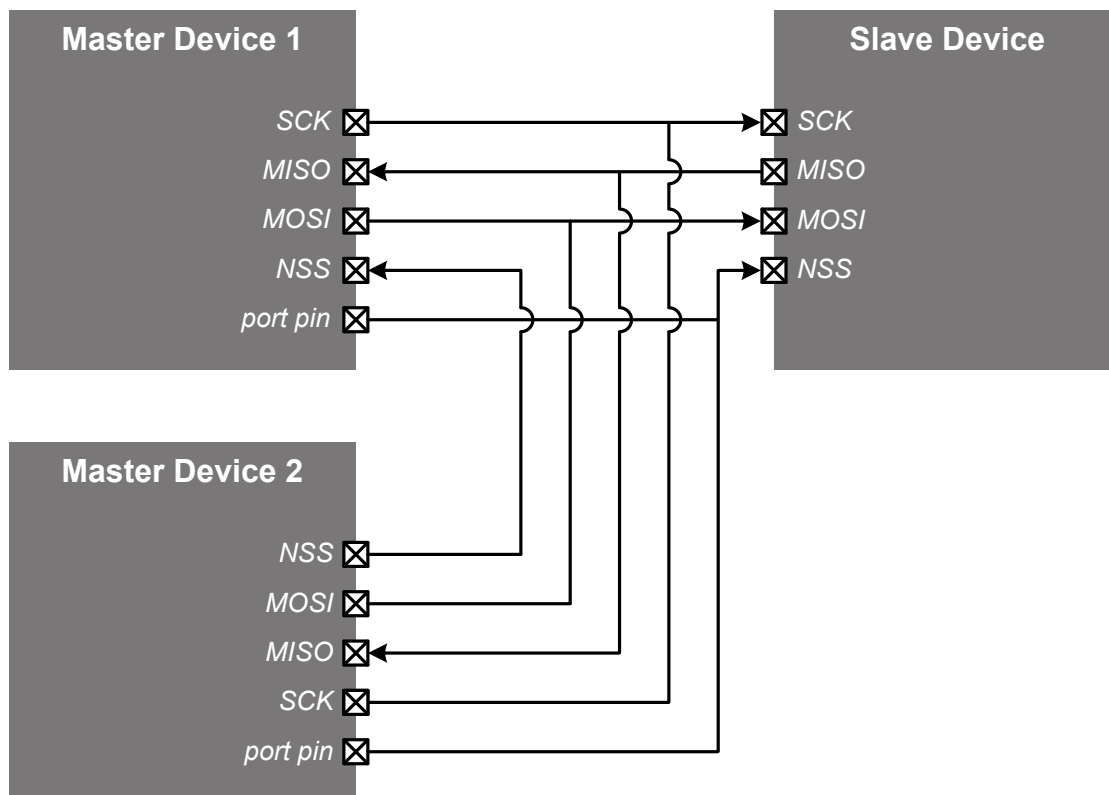 Master Device 1
SCK
MISO
MOSI
NSS
port pin
Slave Device
SCK
MISO
MOSI
NSS
Master Device 2
NSS
MOSI
MISO
SCK
port pin